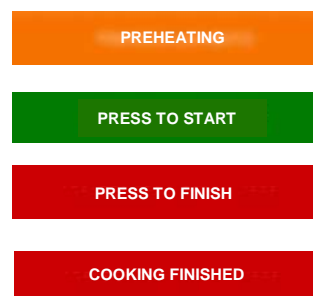 PREHEATING
PRESS TO START
PRESS TO FINISH
COOKING FINISHED